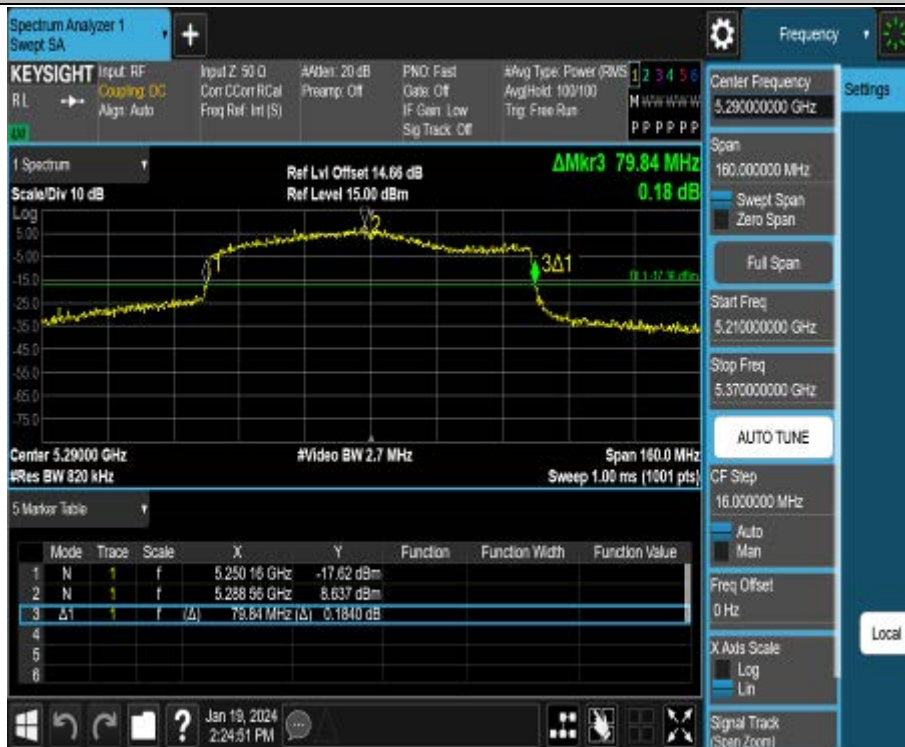 Spectrum Analyzer 1
Swept SA
+
Frequency
KEYSIGHT
RL
Input: RF
Coupling: DC
Align: Auto
Input Z: 50 Ω
Corr CCorr RCal
Freq Ref: Int (S)
#Atten: 20 dB
Preamp: Off
PNO: Fast
Gate: Off
IF Gain: Low
Sig Track: Off
#Avg Type: Power (RMS
Avg|Hold: 100/100
Trig: Free Run
1 2 3 4 5 6
M W W W W W
P P P P P P
1 Spectrum
Scale/Div 10 dB
Ref Lvl Offset 14.66 dB
Ref Level 15.00 dBm
ΔMkr3 79.84 MHz
0.18 dB
Log
5.00
-5.00
-15.0
-25.0
-35.0
-45.0
-55.0
-65.0
-75.0
1
2
3Δ1
Center 5.29000 GHz
#Res BW 820 kHz
#Video BW 2.7 MHz
Span 160.0 MHz
Sweep 1.00 ms (1001 pts)
5 Marker Table
Mode Trace Scale X Y Function Function Width Function Value
1 N 1 f 5.250 16 GHz -17.62 dBm
2 N 1 f 5.288 56 GHz 8.637 dBm
3 Δ1 1 f (Δ) 79.84 MHz (Δ) 0.1840 dB
4
5
6
Jan 19, 2024
2:24:51 PM
Center Frequency
5.290000000 GHz
Settings
Span
160.000000 MHz
Swept Span
Zero Span
Full Span
Start Freq
5.210000000 GHz
Stop Freq
5.370000000 GHz
AUTO TUNE
CF Step
16.000000 MHz
Auto
Man
Freq Offset
0 Hz
X Axis Scale
Log
Lin
Signal Track
(Span Zoom)
Local